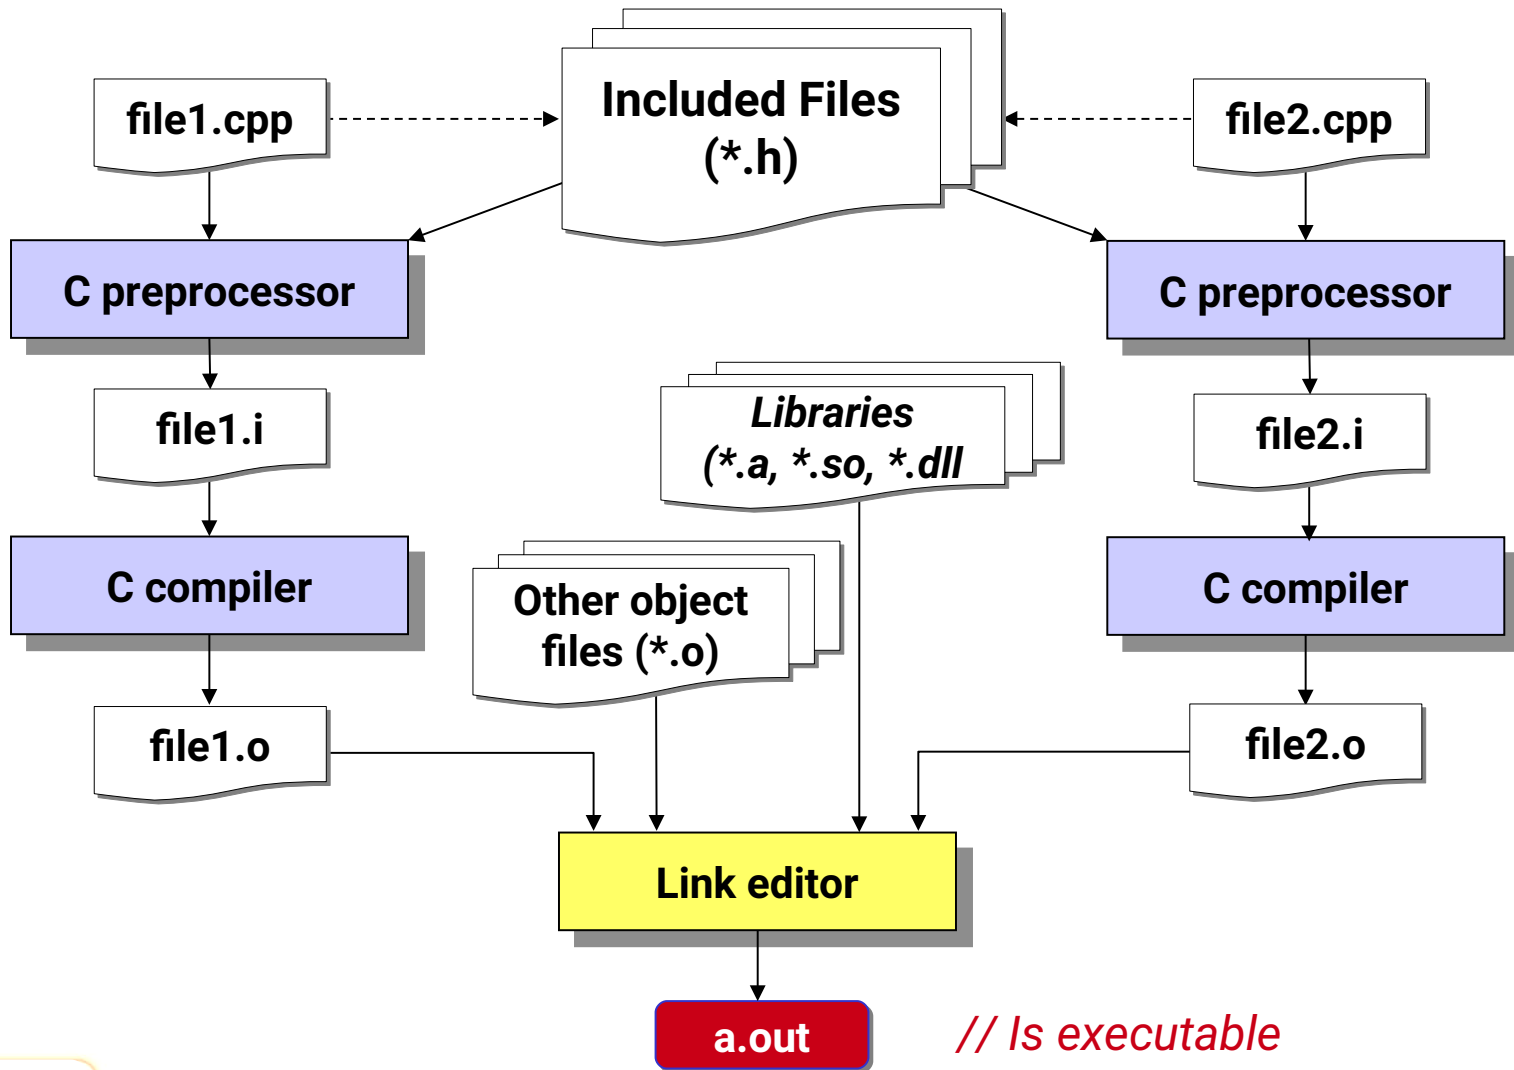 Included Files
(*.h)
file1.cpp
file2.cpp
C preprocessor
C preprocessor
file1.i
Libraries
(*.a, *.so, *.dll
file2.i
C compiler
C compiler
Other object
files (*.o)
file1.o
file2.o
Link editor
a.out
// Is executable